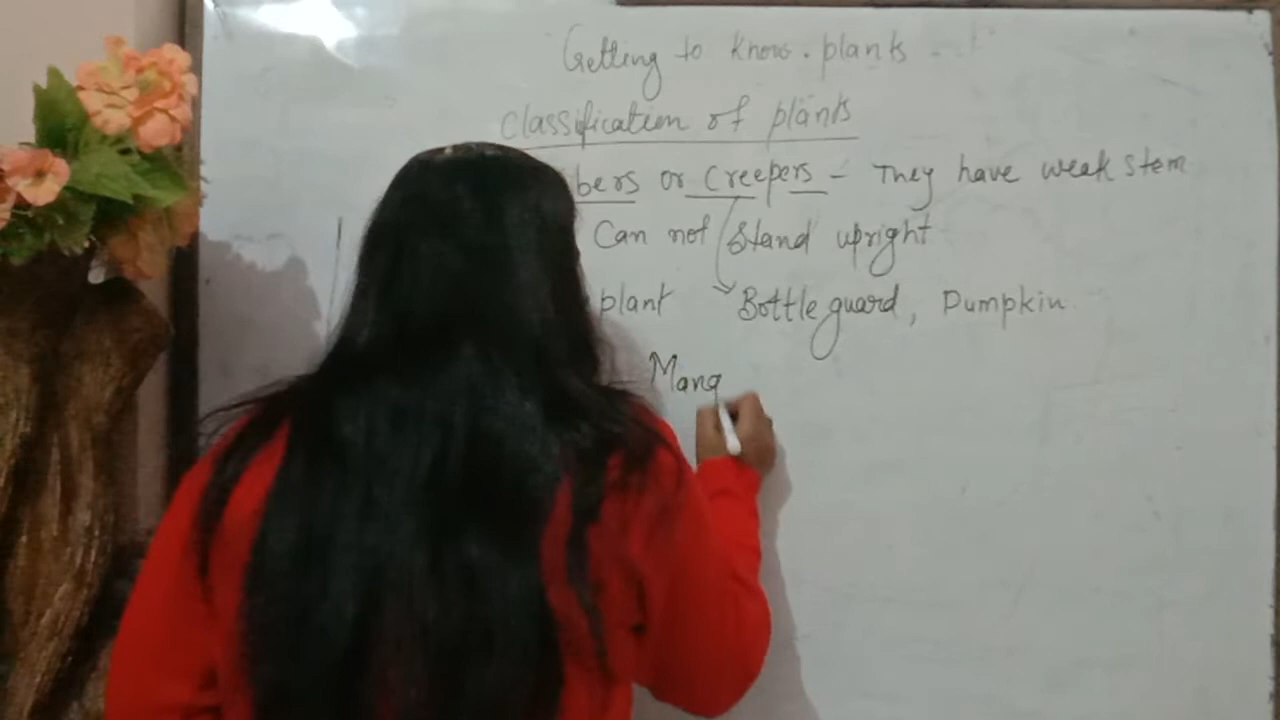 Getting to know. plants
Classification of plants
bers or Creepers - They have weak stem
Can not stand upright
plant Bottle guard, Pumpkin
Mang